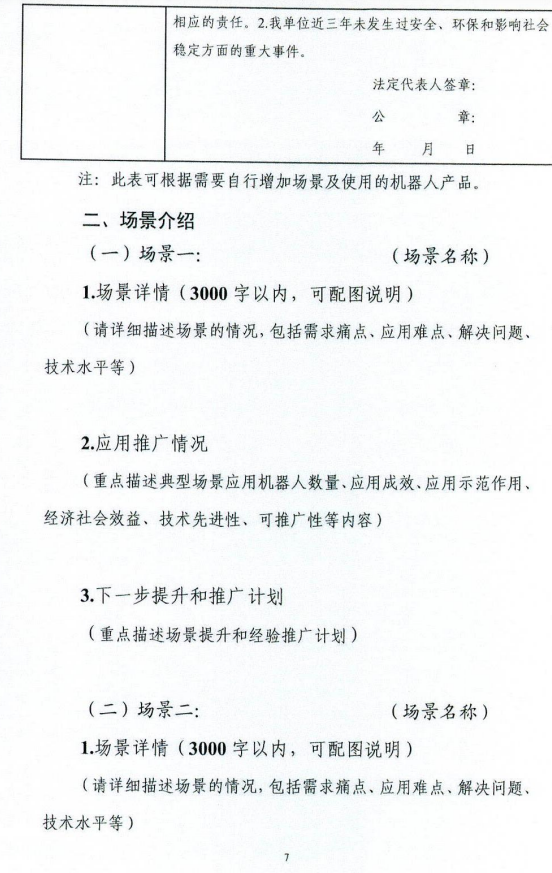 相应的责任。2.我单位近三年未发生过安全、环保和影响社会
稳定方面的重大事件。
法定代表人签章：
公 章：
年 月 日
注：此表可根据需要自行增加场景及使用的机器人产品。
二、场景介绍
（一）场景一： （场景名称）
1.场景详情（3000 字以内，可配图说明）
（请详细描述场景的情况，包括需求痛点、应用难点、解决问题、
技术水平等）
2.应用推广情况
（重点描述典型场景应用机器人数量、应用成效、应用示范作用、
经济社会效益、技术先进性、可推广性等内容）
3.下一步提升和推广计划
（重点描述场景提升和经验推广计划）
（二）场景二： （场景名称）
1.场景详情（3000 字以内，可配图说明）
（请详细描述场景的情况，包括需求痛点、应用难点、解决问题、
技术水平等）
7